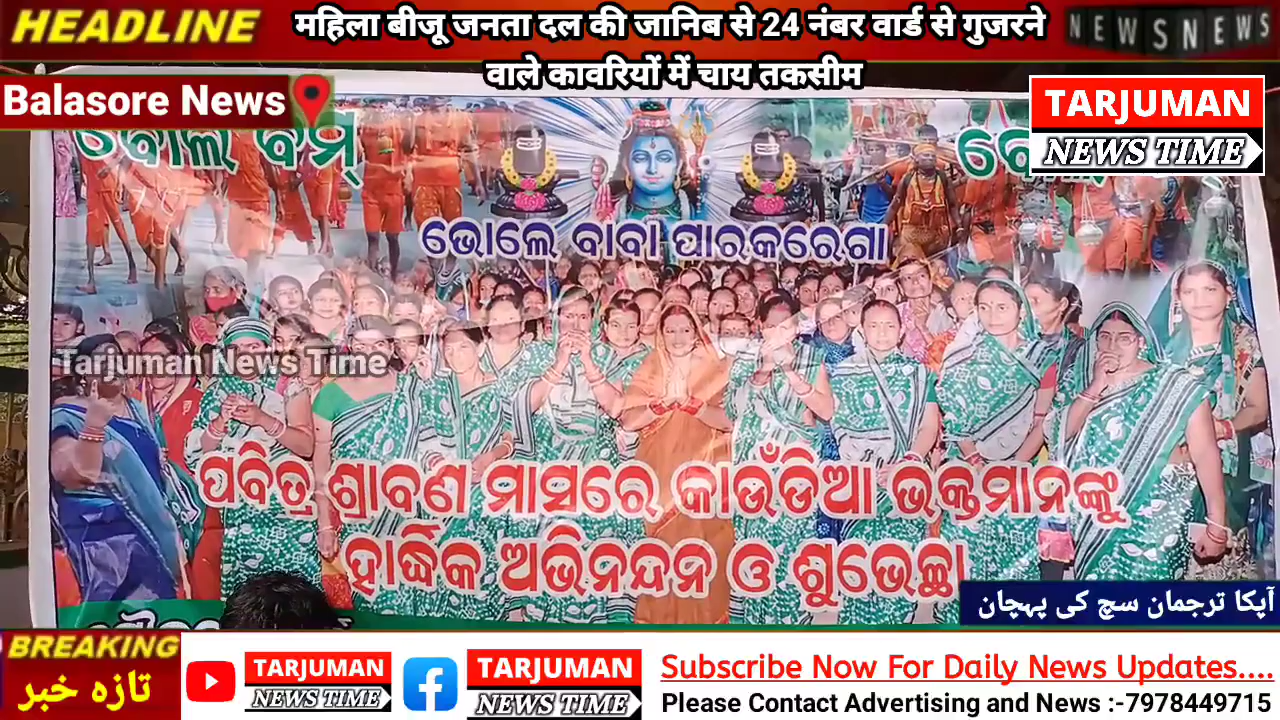 HEADLINE
महिला बीजू जनता दल की जानिब से 24 नंबर वार्ड से गुजरने
वाले कावरियों में चाय तकसीम
NEWSNEWS
Balasore News
TARJUMAN
NEWS TIME
ବୋଲ ବମ୍
ଭୋଲେ ବାବା ପାରକରେଗା
Tarjuman News Time
ପବିତ୍ର ଶ୍ରାବଣ ମାସରେ କାଉଁଡିଆ ଭକ୍ତମାନଙ୍କୁ
ହାର୍ଦ୍ଧିକ ଅଭିନନ୍ଦନ ଓ ଶୁଭେଚ୍ଛା
آپکا ترجمان سچ کی پہچان
BREAKING
تازہ خبر
TARJUMAN
NEWS TIME
TARJUMAN
NEWS TIME
Subscribe Now For Daily News Updates....
Please Contact Advertising and News :-7978449715